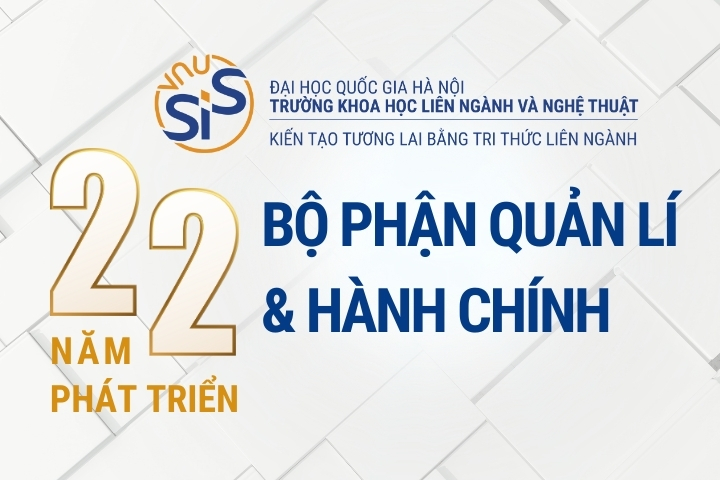 VNU
SiS
ĐẠI HỌC QUỐC GIA HÀ NỘI
TRƯỜNG KHOA HỌC LIÊN NGÀNH VÀ NGHỆ THUẬT
KIẾN TẠO TƯƠNG LAI BẰNG TRI THỨC LIÊN NGÀNH
22
NĂM
PHÁT TRIỂN
BỘ PHẬN QUẢN LÍ
& HÀNH CHÍNH